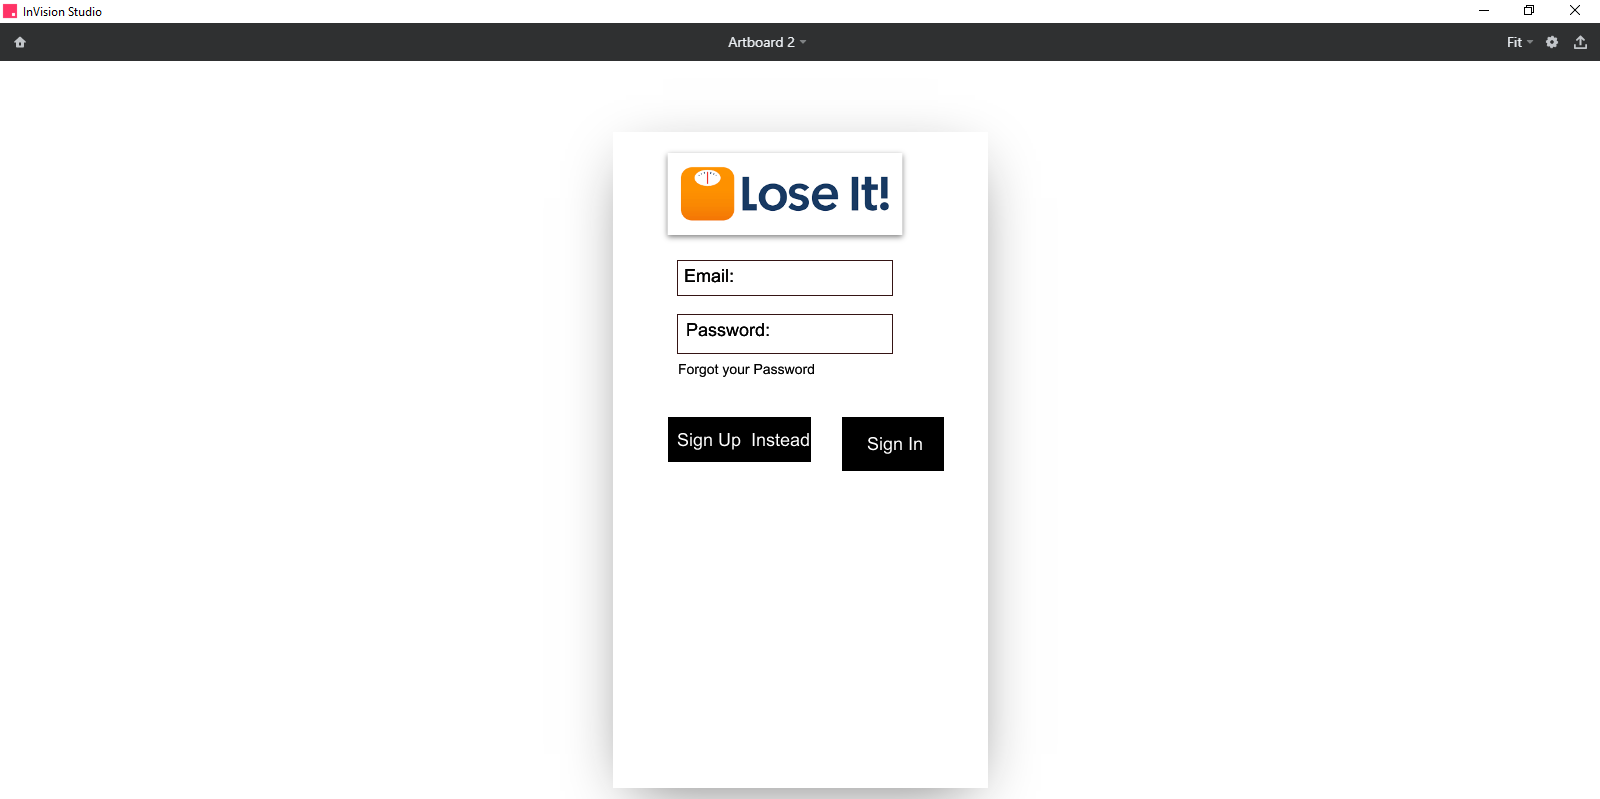 InVision Studio
Artboard 2
Fit
Lose It!
Email:
Password:
Forgot your Password
Sign Up  Instead
Sign In